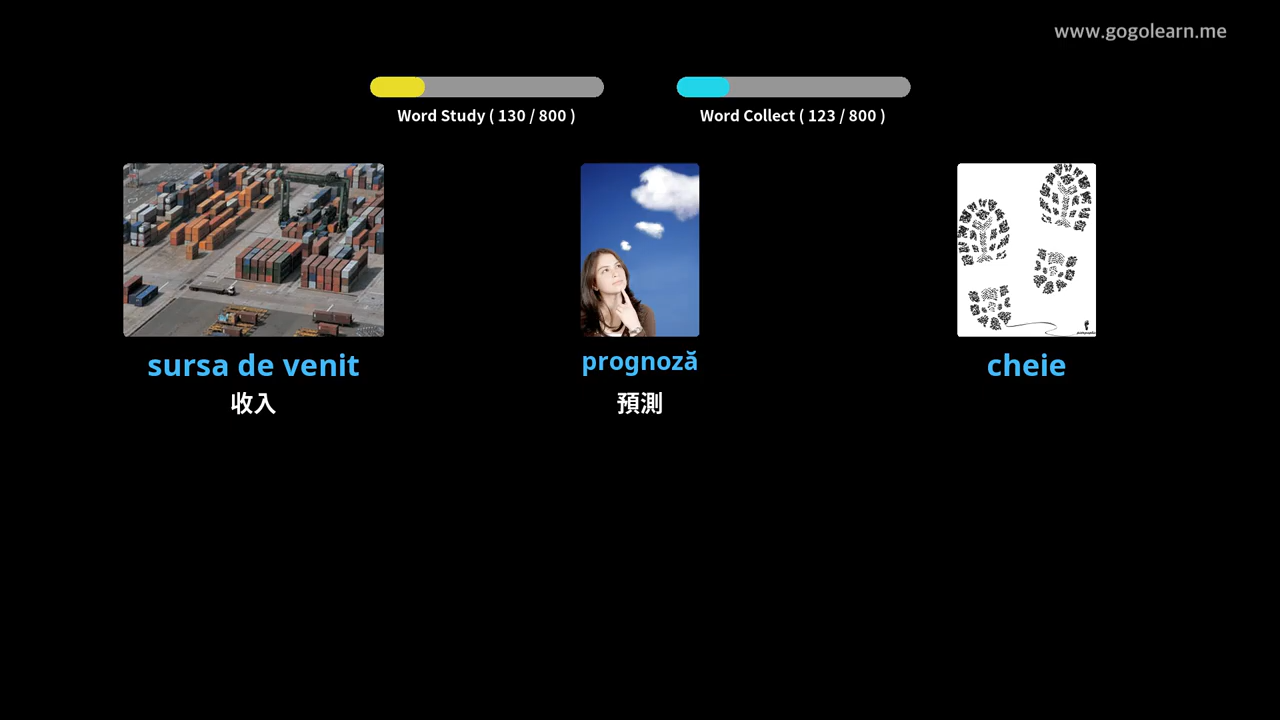 www.gogolearn.me
Word Study ( 130 / 800 )
Word Collect ( 123 / 800 )
sursa de venit
prognoză
cheie
收入
預測